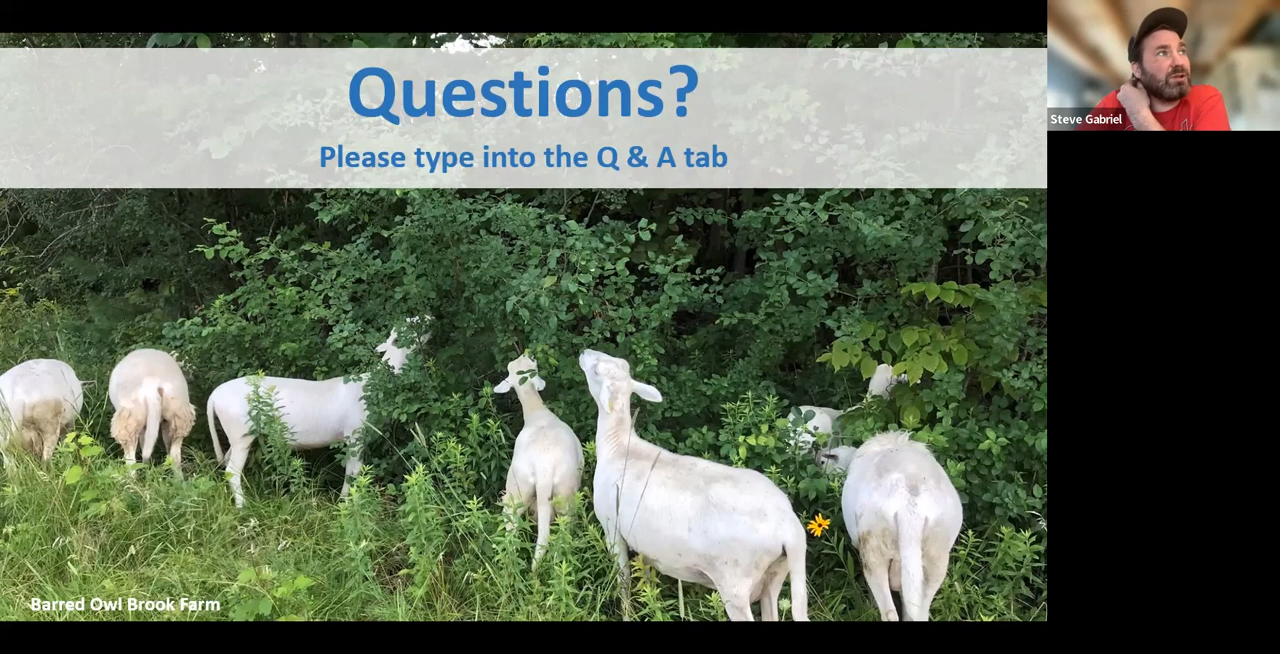 Questions?
Please type into the Q & A tab
Steve Gabriel
Barred Owl Brook Farm